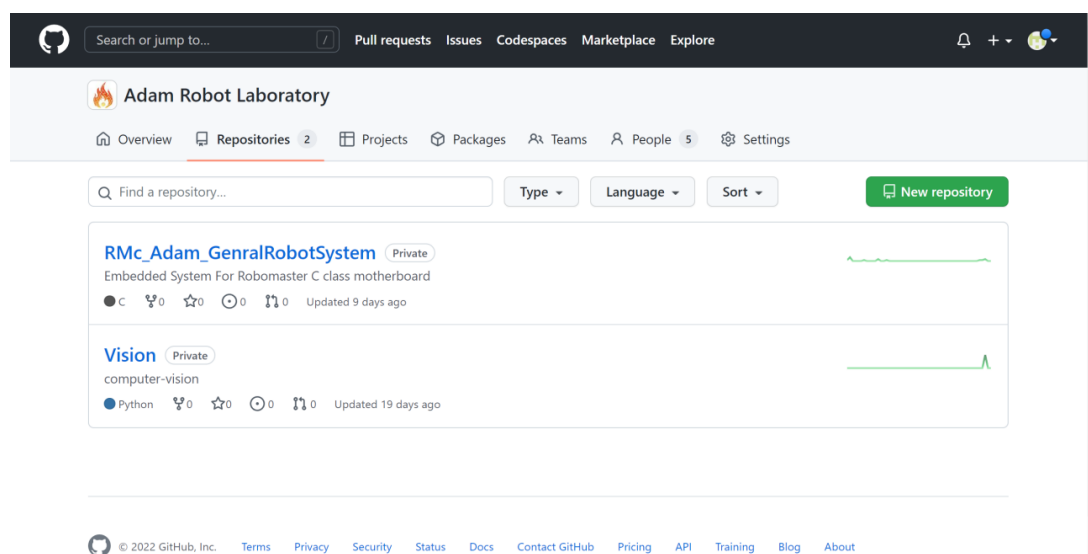 Search or jump to... / Pull requests Issues Codespaces Marketplace Explore
Adam Robot Laboratory
Overview Repositories 2 Projects Packages Teams People 5 Settings
Find a repository... Type Language Sort New repository
RMc_Adam_GenralRobotSystem Private
Embedded System For Robomaster C class motherboard
C 0 0 0 0 Updated 9 days ago
Vision Private
computer-vision
Python 0 0 0 0 Updated 19 days ago
© 2022 GitHub, Inc. Terms Privacy Security Status Docs Contact GitHub Pricing API Training Blog About